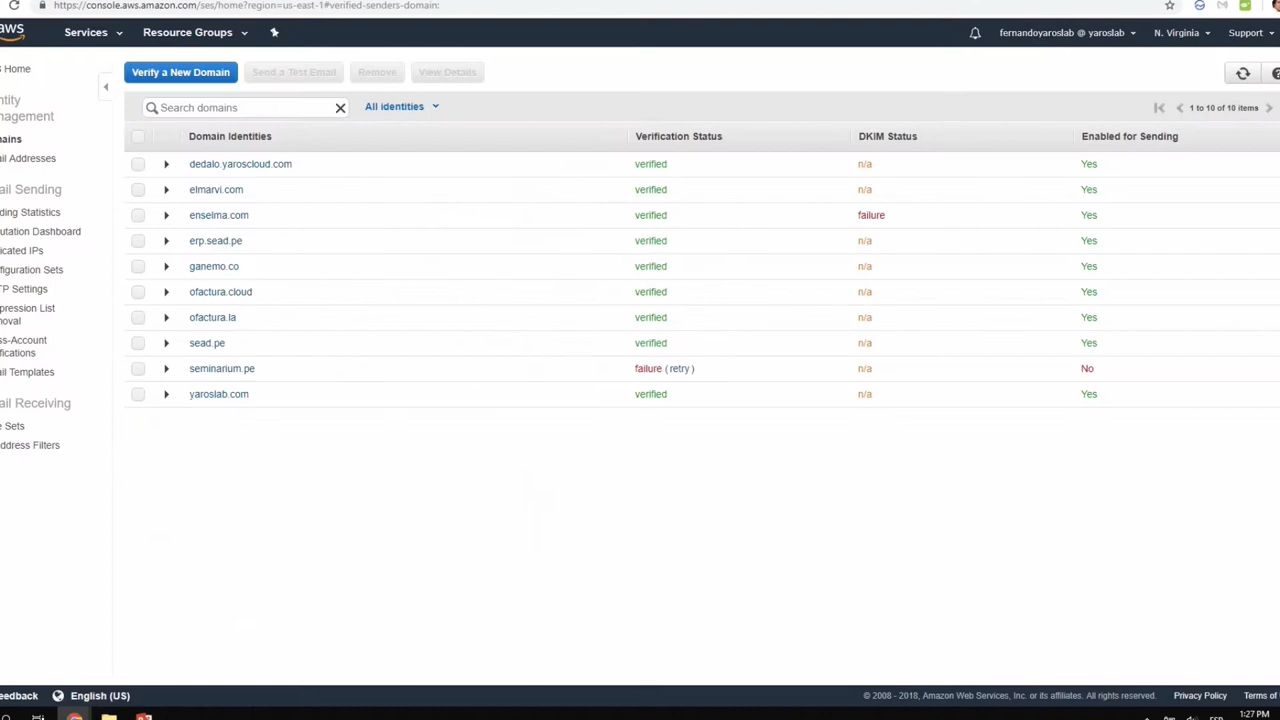 https://console.aws.amazon.com/ses/home?region=us-east-1#verified-senders-domain:
aws Services Resource Groups fernandoyaroslab @ yaroslab N. Virginia Support
Home
Verify a New Domain Send a Test Email Remove View Details
Search domains All identities 1 to 10 of 10 items
Domain Identities Verification Status DKIM Status Enabled for Sending
dedalo.yaroscloud.com verified n/a Yes
elmarvi.com verified n/a Yes
enselma.com verified failure Yes
erp.sead.pe verified n/a Yes
ganemo.co verified n/a Yes
ofactura.cloud verified n/a Yes
ofactura.la verified n/a Yes
sead.pe verified n/a Yes
seminarium.pe failure ( retry ) n/a No
yaroslab.com verified n/a Yes
ntity
nagement
ains
ail Addresses
ail Sending
ding Statistics
utation Dashboard
icated IPs
figuration Sets
TP Settings
pression List
oval
ss-Account
fications
ail Templates
ail Receiving
e Sets
ddress Filters
eedback English (US) © 2008 - 2018, Amazon Web Services, Inc. or its affiliates. All rights reserved. Privacy Policy Terms of
1:27 PM